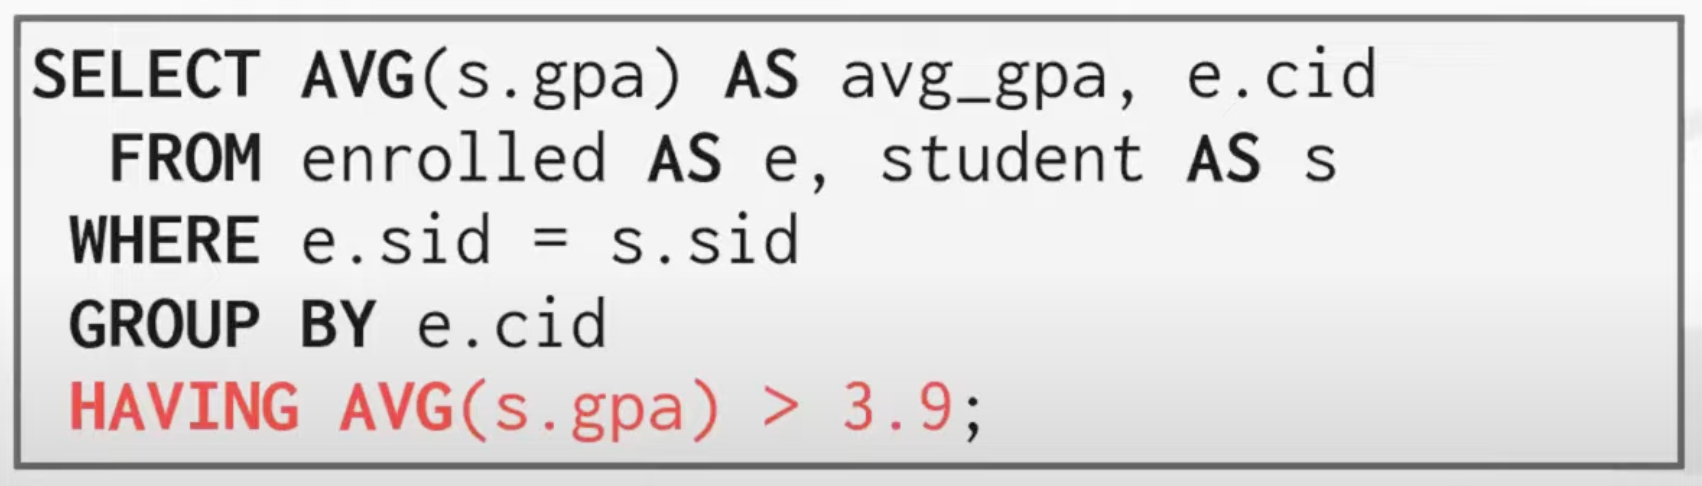 SELECT AVG(s.gpa) AS avg_gpa, e.cid
FROM enrolled AS e, student AS s
WHERE e.sid = s.sid
GROUP BY e.cid
HAVING AVG(s.gpa) > 3.9;